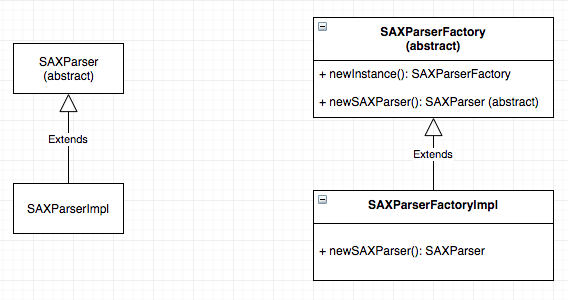 SAXParser
(abstract)
Extends
SAXParserImpl
SAXParserFactory
(abstract)
+ newInstance(): SAXParserFactory
+ newSAXParser(): SAXParser (abstract)
Extends
SAXParserFactoryImpl
+ newSAXParser(): SAXParser